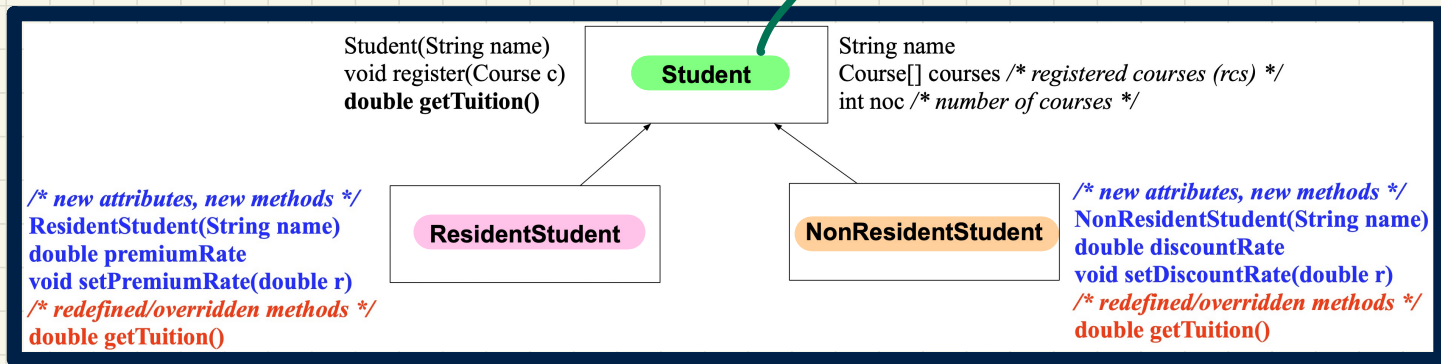 Student(String name)
void register(Course c)
double getTuition()
Student
String name
Course[] courses /* registered courses (rcs) */
int noc /* number of courses */
/* new attributes, new methods */
ResidentStudent(String name)
double premiumRate
void setPremiumRate(double r)
/* redefined/overridden methods */
double getTuition()
ResidentStudent
NonResidentStudent
/* new attributes, new methods */
NonResidentStudent(String name)
double discountRate
void setDiscountRate(double r)
/* redefined/overridden methods */
double getTuition()